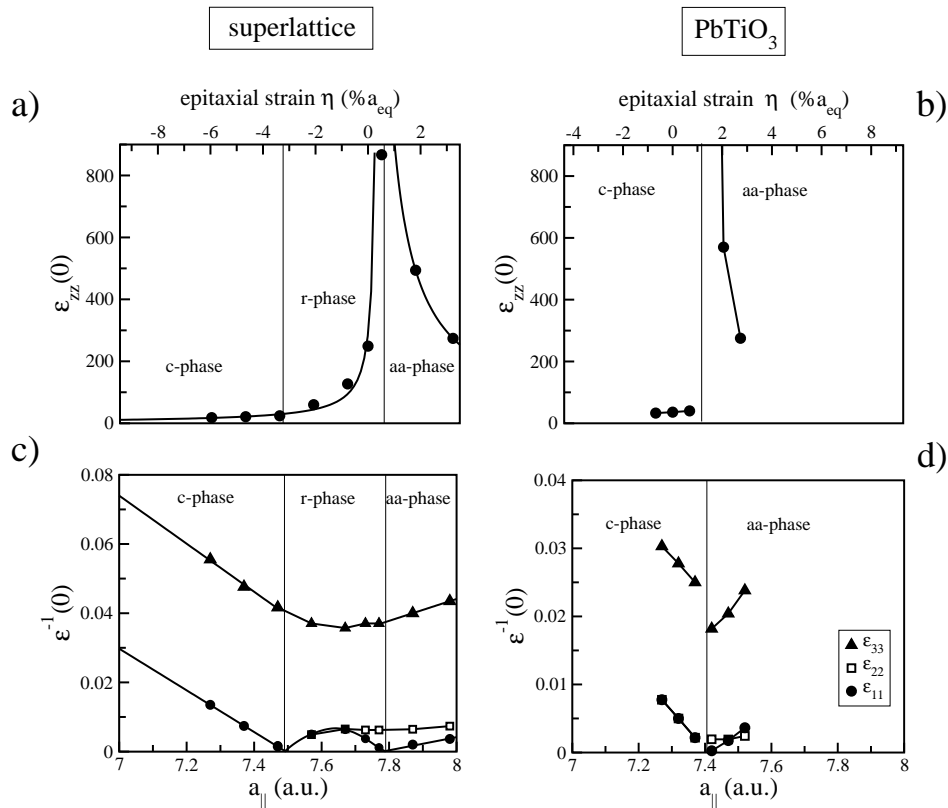 superlattice
PbTiO3
a)
epitaxial strain η (%aeq)
-8 -6 -4 -2 0 2
800
600
400
200
0
εzz(0)
c-phase
r-phase
aa-phase
b)
epitaxial strain η (%aeq)
-4 -2 0 2 4 6 8
800
600
400
200
0
εzz(0)
c-phase
aa-phase
c)
0.08
0.06
0.04
0.02
0
ε-1(0)
c-phase
r-phase
aa-phase
7 7.2 7.4 7.6 7.8 8
a|| (a.u.)
d)
0.04
0.03
0.02
0.01
0.00
ε-1(0)
c-phase
aa-phase
ε33
ε22
ε11
7 7.2 7.4 7.6 7.8 8
a|| (a.u.)